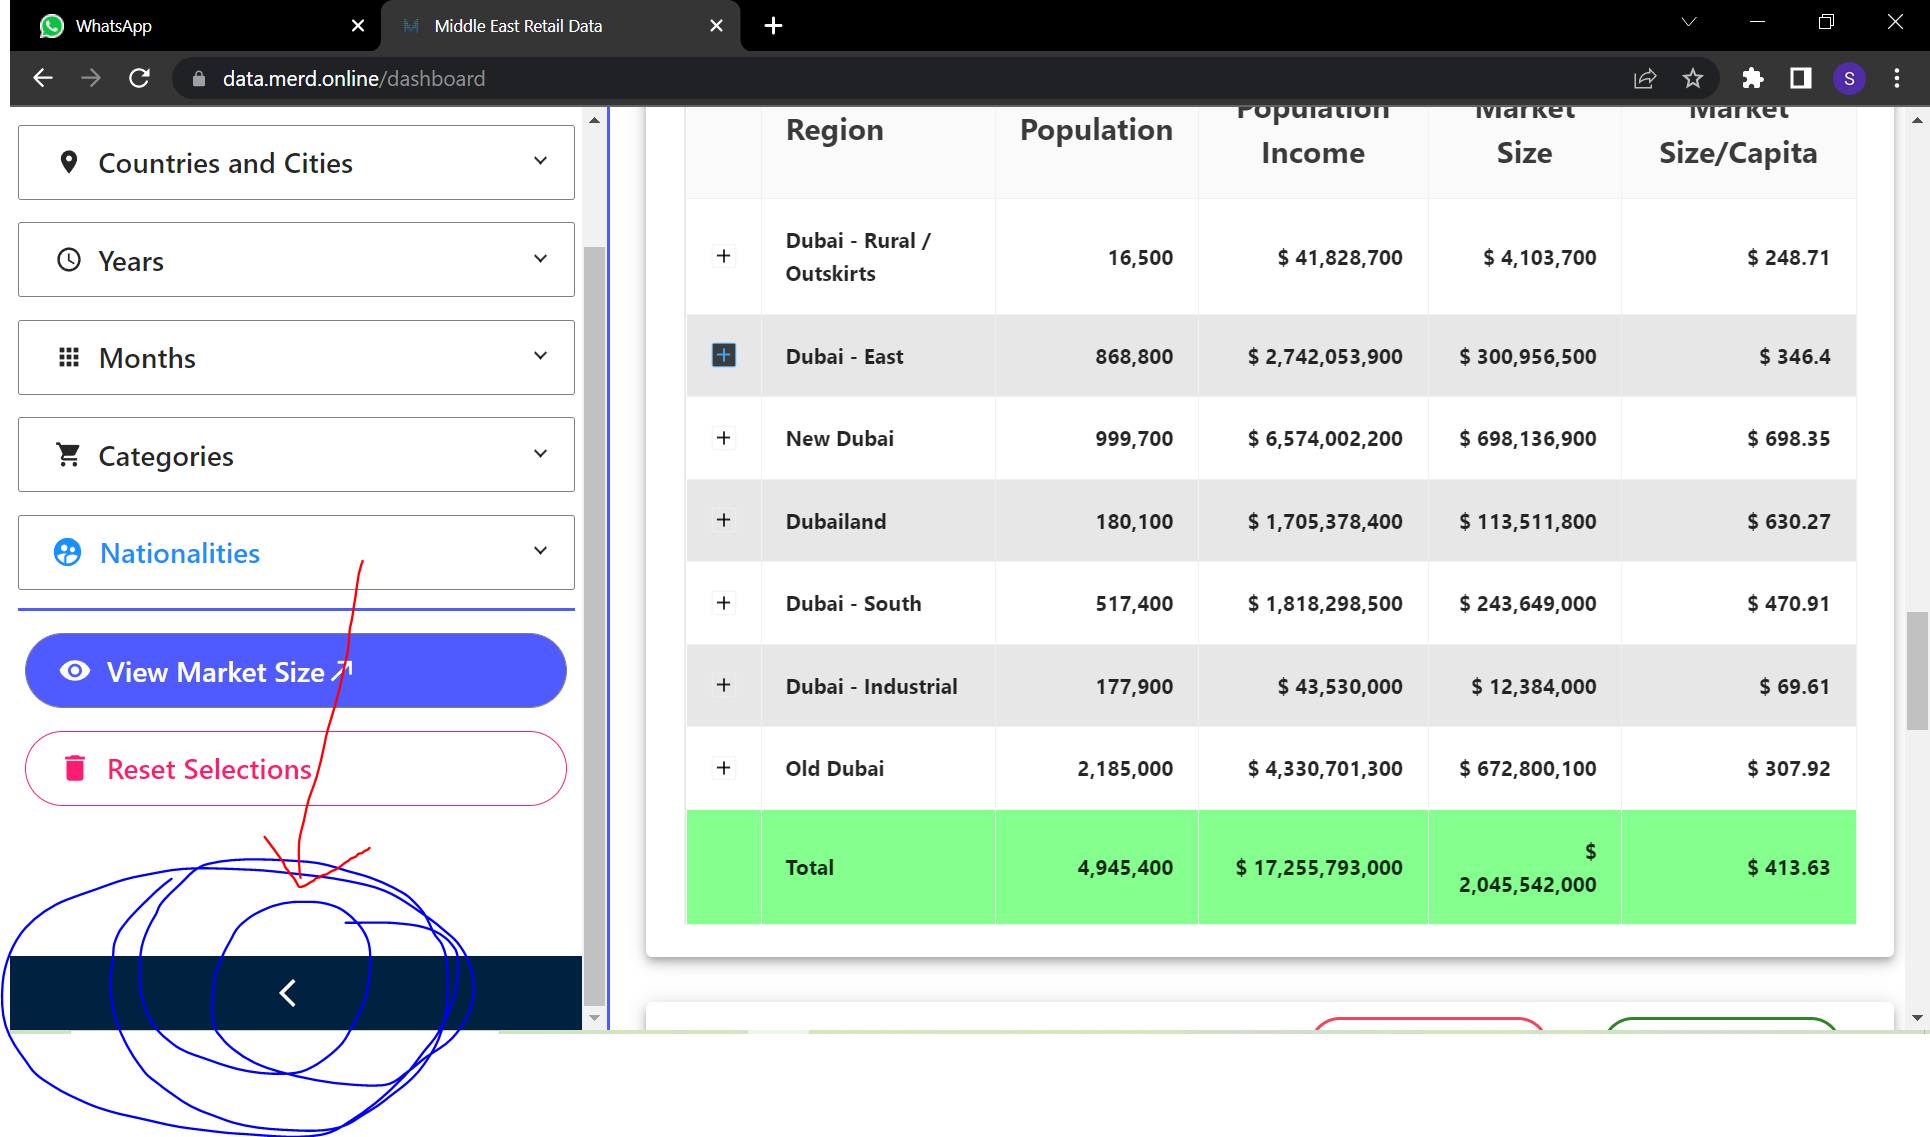 WhatsApp
Middle East Retail Data
data.merd.online/dashboard
S
Countries and Cities
Years
Months
Categories
Nationalities
View Market Size
Reset Selections
Region
Population
Population
Income
Market
Size
Market
Size/Capita
Dubai - Rural /
Outskirts
16,500
$ 41,828,700
$ 4,103,700
$ 248.71
Dubai - East
868,800
$ 2,742,053,900
$ 300,956,500
$ 346.4
New Dubai
999,700
$ 6,574,002,200
$ 698,136,900
$ 698.35
Dubailand
180,100
$ 1,705,378,400
$ 113,511,800
$ 630.27
Dubai - South
517,400
$ 1,818,298,500
$ 243,649,000
$ 470.91
Dubai - Industrial
177,900
$ 43,530,000
$ 12,384,000
$ 69.61
Old Dubai
2,185,000
$ 4,330,701,300
$ 672,800,100
$ 307.92
Total
4,945,400
$ 17,255,793,000
$
2,045,542,000
$ 413.63